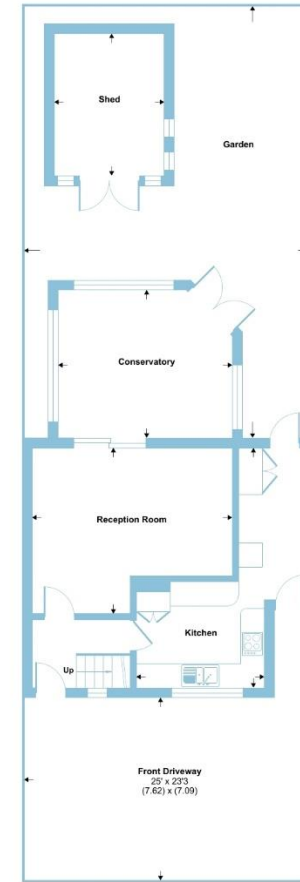 Shed
Garden
Conservatory
Reception Room
Kitchen
Up
Front Driveway
25' x 23'3
(7.62) x (7.09)